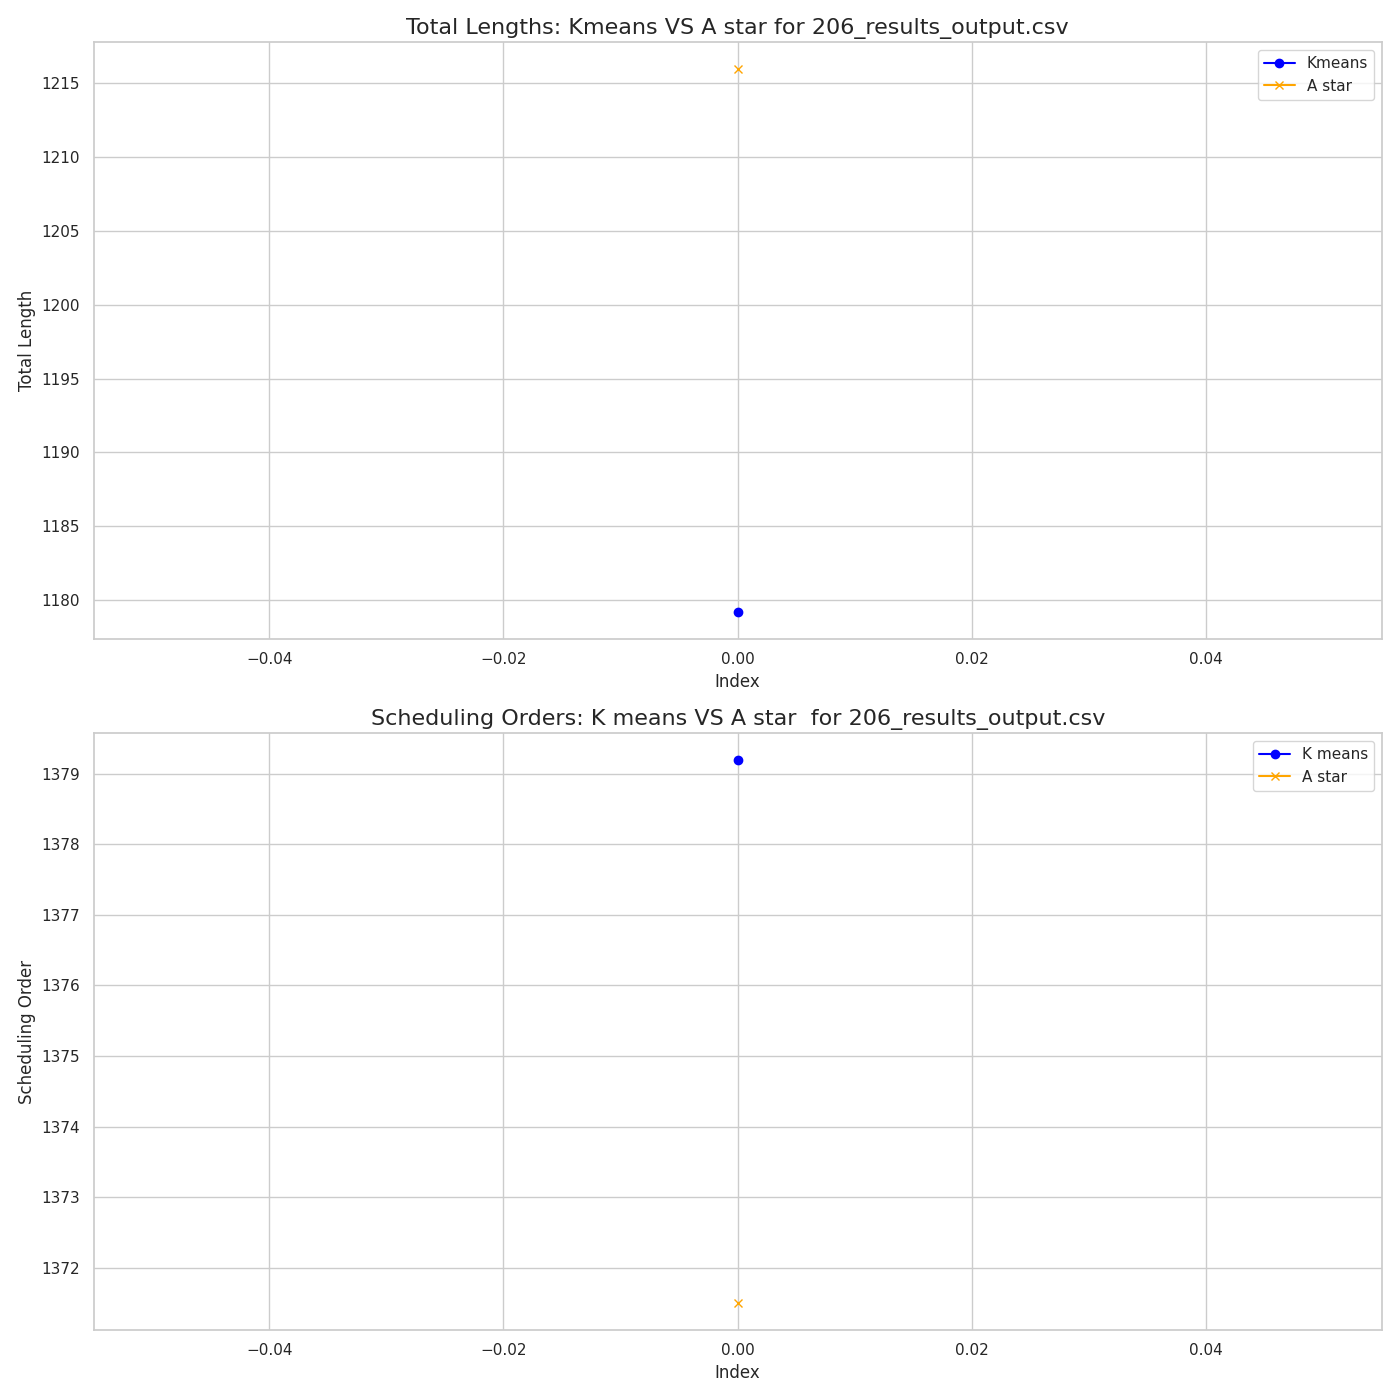 Total Lengths: Kmeans VS A star for 206_results_output.csv
Kmeans
A star
1215
1210
1205
1200
1195
1190
1185
1180
Total Length
−0.04
−0.02
0.00
0.02
0.04
Index
Scheduling Orders: K means VS A star  for 206_results_output.csv
K means
A star
1379
1378
1377
1376
1375
1374
1373
1372
Scheduling Order
−0.04
−0.02
0.00
0.02
0.04
Index